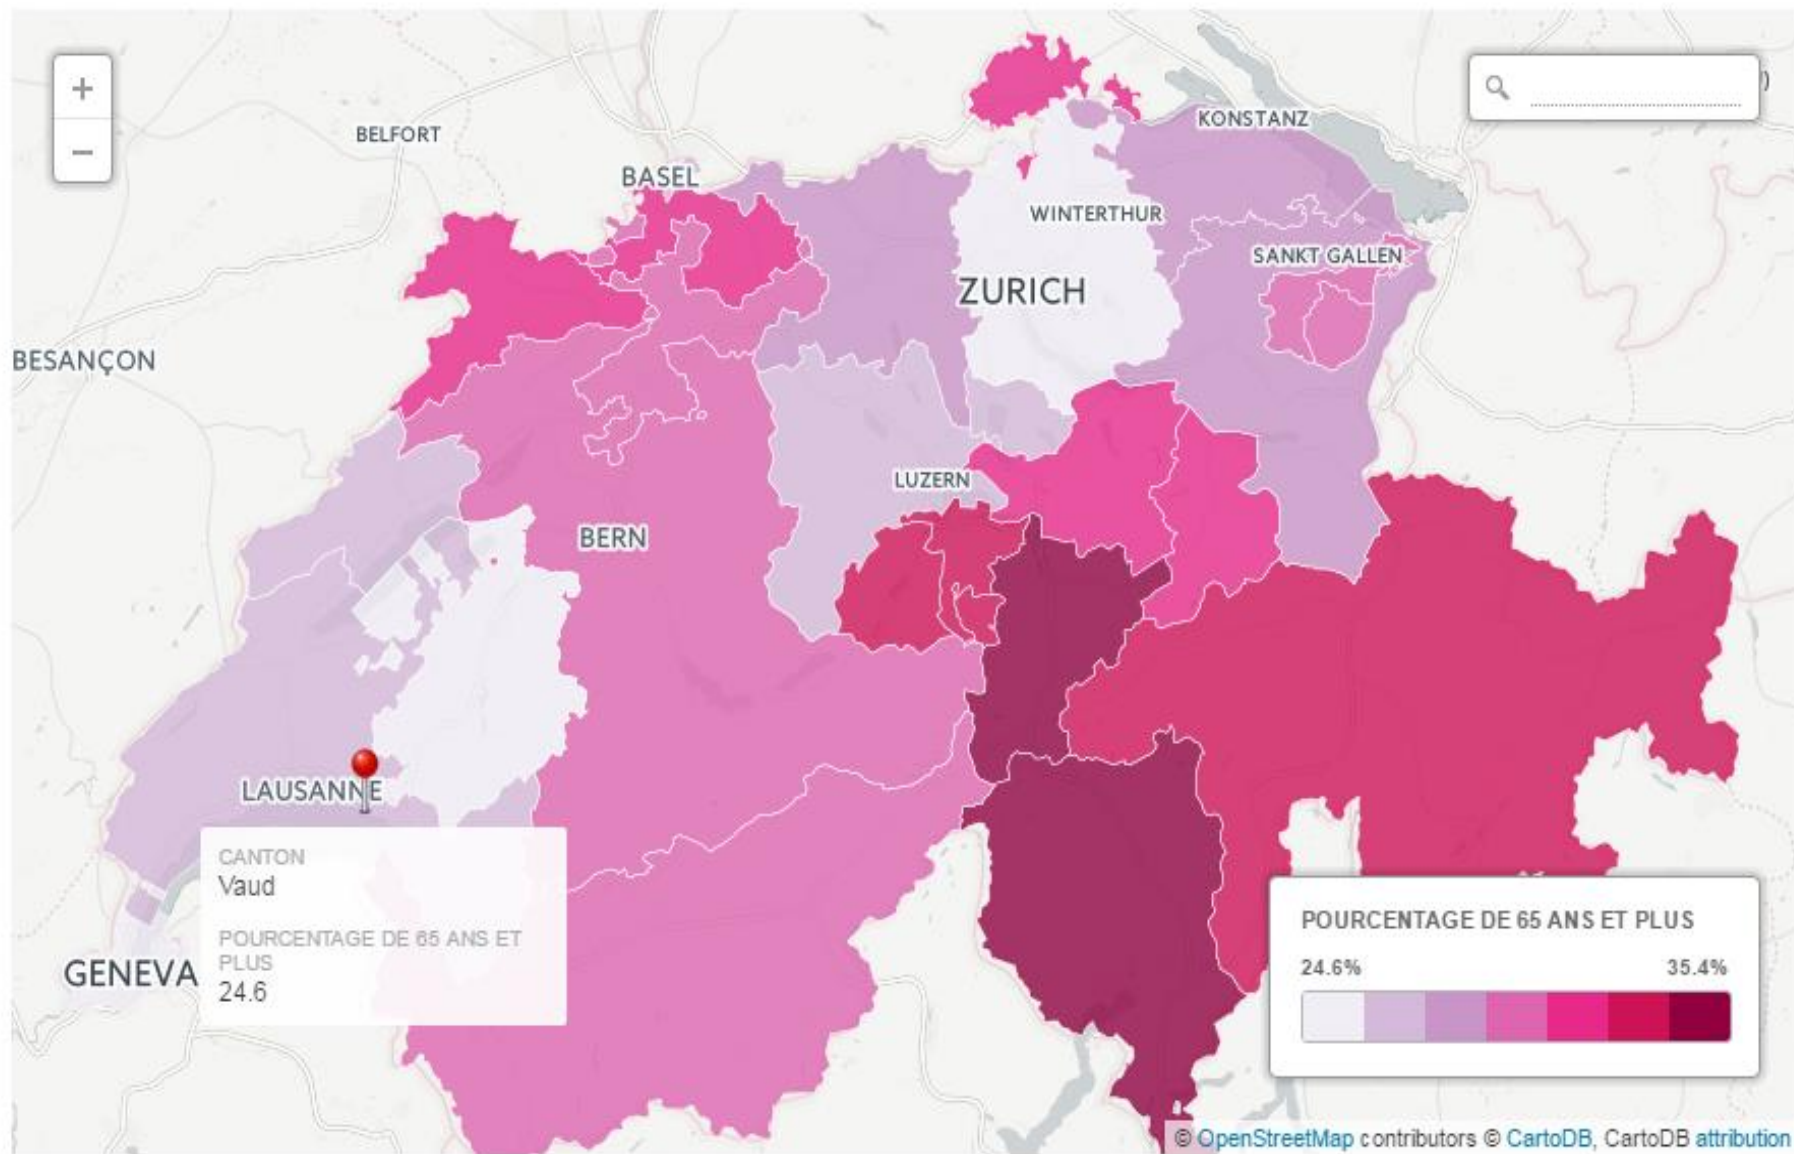 +
−
BELFORT
KONSTANZ
)
BASEL
WINTERTHUR
SANKT GALLEN
ZURICH
BESANÇON
LUZERN
BERN
LAUSANNE
CANTON
Vaud
POURCENTAGE DE 65 ANS ET
PLUS
24.6
GENEVA
POURCENTAGE DE 65 ANS ET PLUS
24.6% 35.4%
© OpenStreetMap contributors © CartoDB, CartoDB attribution